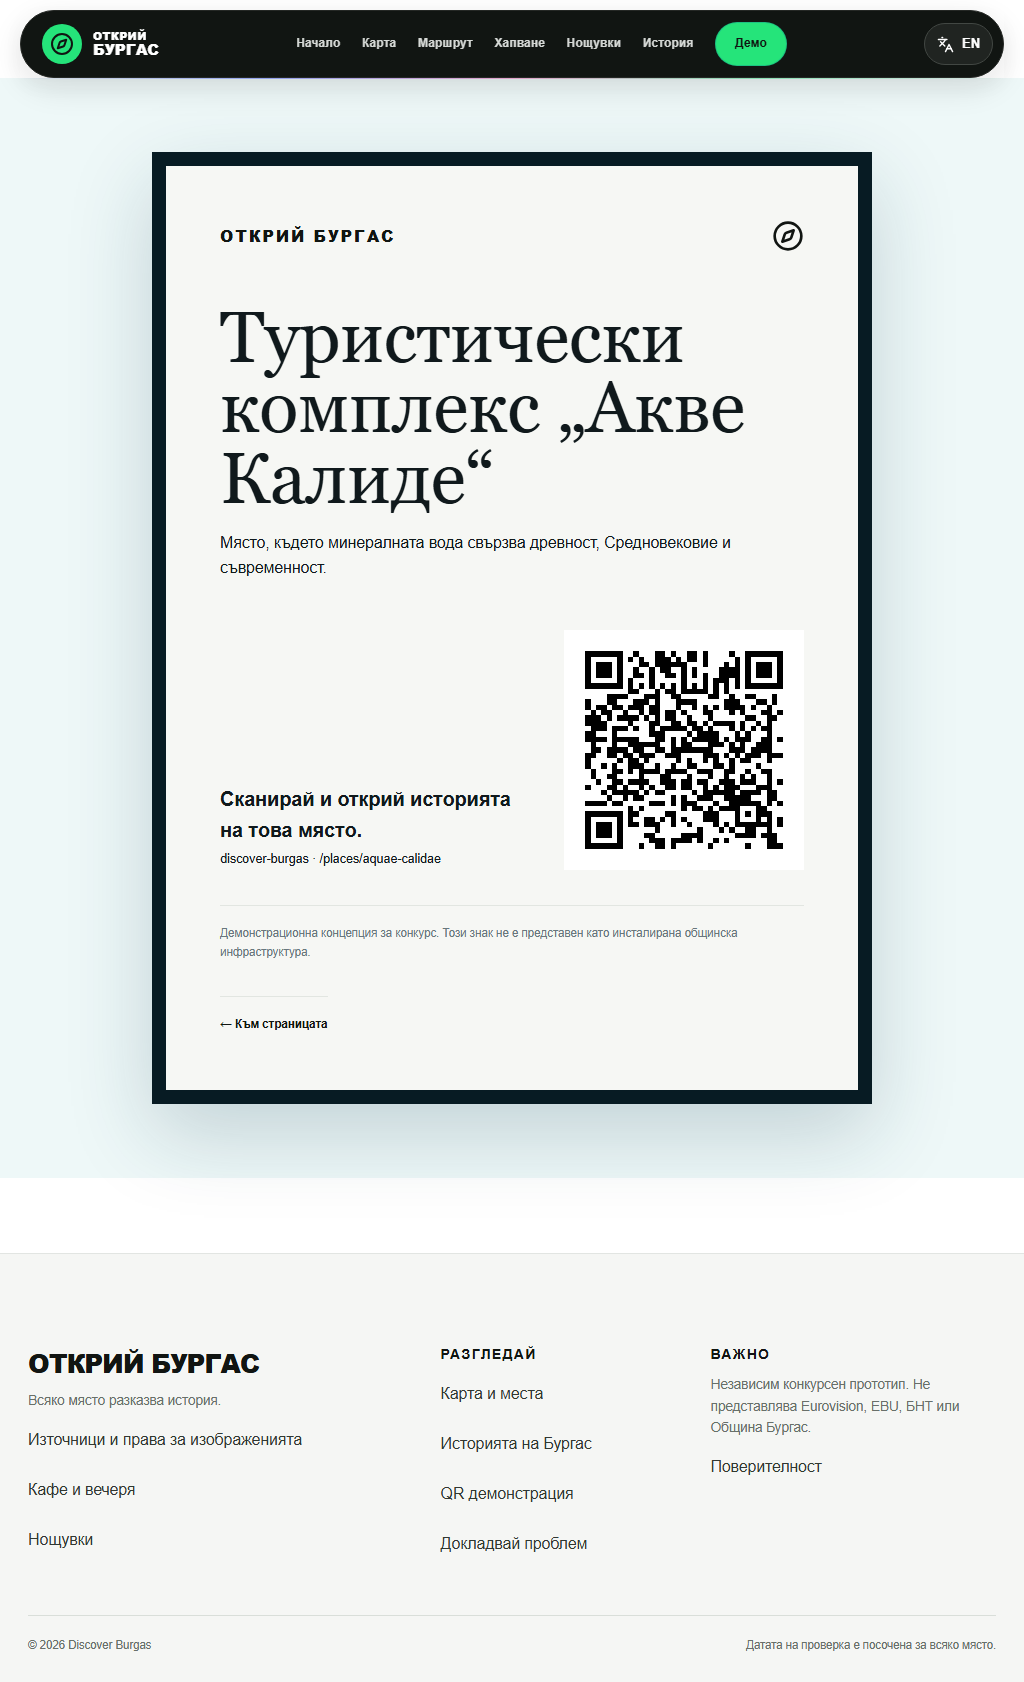 ОТКРИЙ
БУРГАС
Начало
Карта
Маршрут
Хапване
Нощувки
История
Демо
EN
ОТКРИЙ БУРГАС
Туристически
комплекс „Акве
Калиде“
Място, където минералната вода свързва древност, Средновековие и
съвременност.
Сканирай и открий историята
на това място.
discover-burgas · /places/aquae-calidae
Демонстрационна концепция за конкурс. Този знак не е представен като инсталирана общинска
инфраструктура.
← Към страницата
ОТКРИЙ БУРГАС
Всяко място разказва история.
Източници и права за изображенията
Кафе и вечеря
Нощувки
РАЗГЛЕДАЙ
Карта и места
Историята на Бургас
QR демонстрация
Докладвай проблем
ВАЖНО
Независим конкурсен прототип. Не
представлява Eurovision, EBU, БНТ или
Община Бургас.
Поверителност
© 2026 Discover Burgas
Датата на проверка е посочена за всяко място.